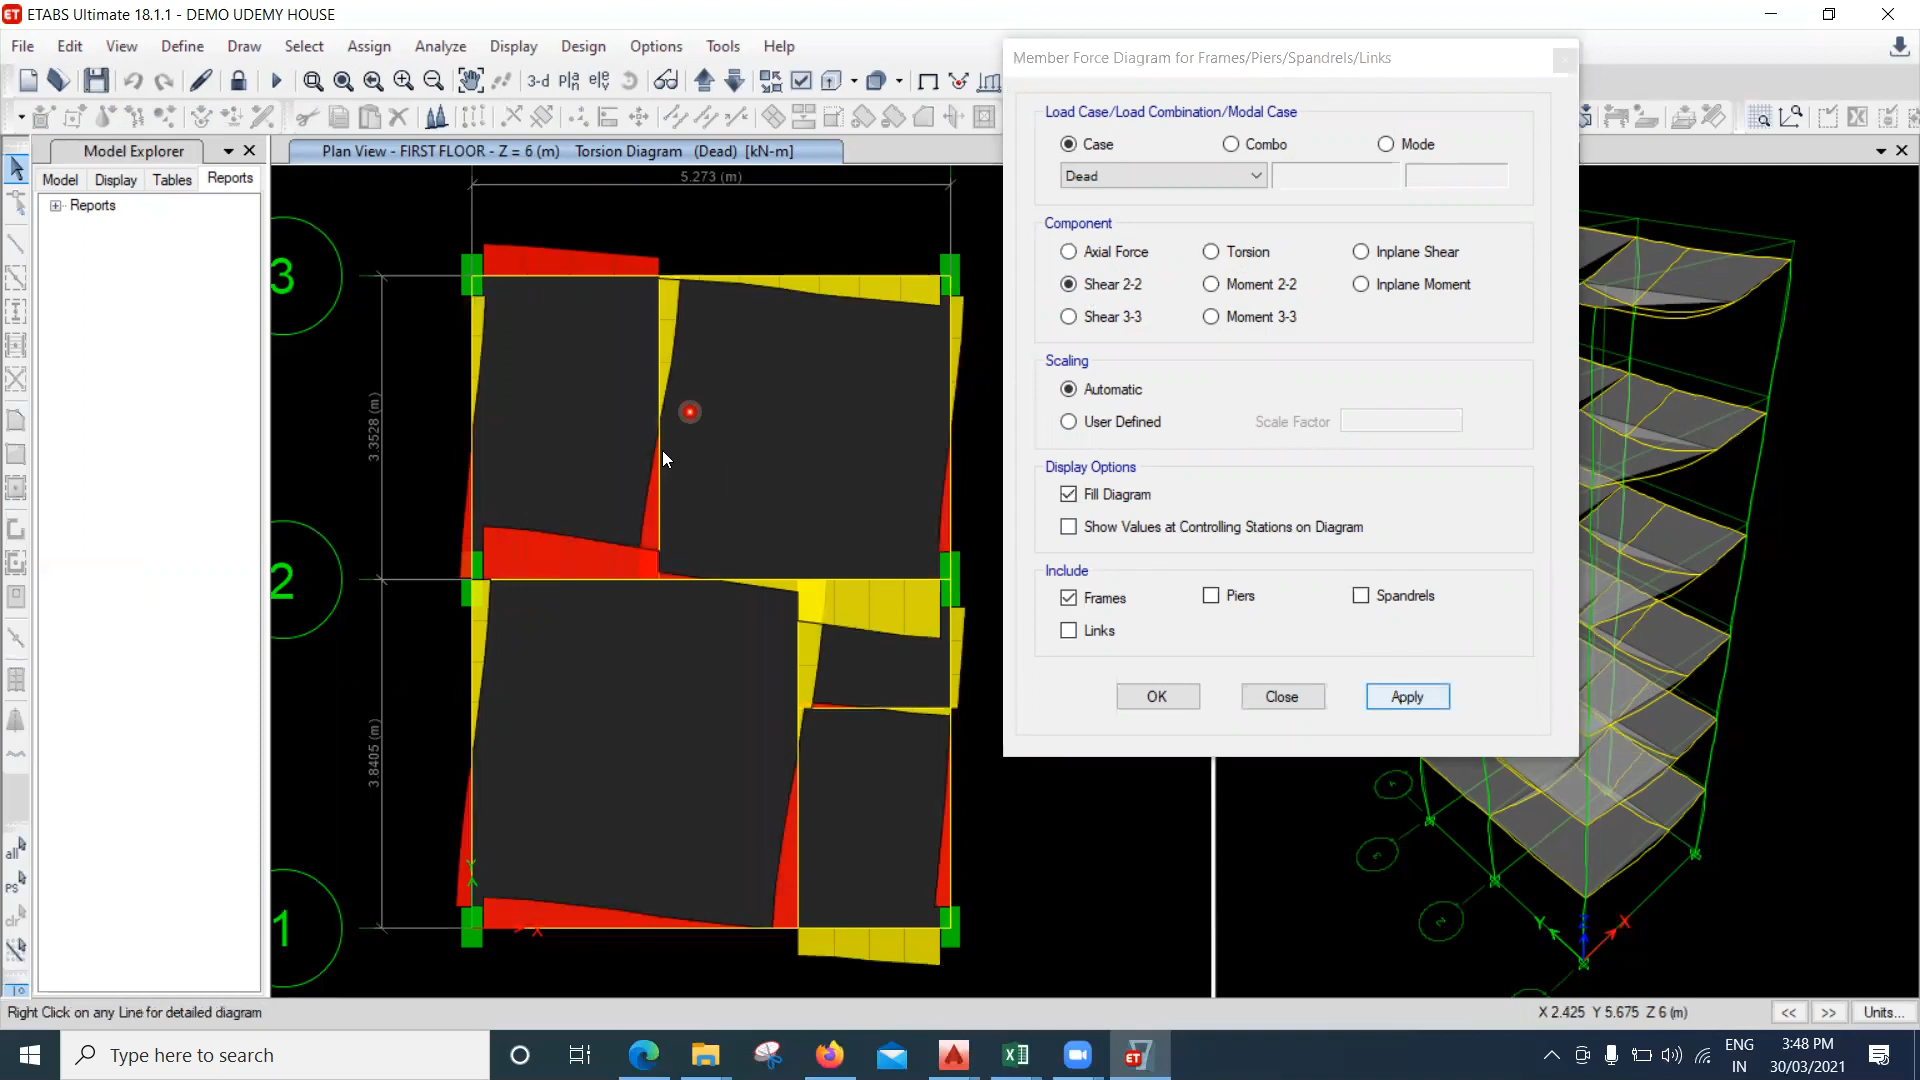 ETABS Ultimate 18.1.1 - DEMO UDEMY HOUSE
File Edit View Define Draw Select Assign Analyze Display Design Options Tools Help
3-d
Model Explorer
Plan View - FIRST FLOOR - Z = 6 (m) Torsion Diagram (Dead) [kN-m]
Model Display Tables Reports
Reports
5.273 (m)
3
3.3528 (m)
2
3.8405 (m)
1
Y
X
Member Force Diagram for Frames/Piers/Spandrels/Links
Load Case/Load Combination/Modal Case
Case Combo Mode
Dead
Component
Axial Force Torsion Inplane Shear
Shear 2-2 Moment 2-2 Inplane Moment
Shear 3-3 Moment 3-3
Scaling
Automatic
User Defined Scale Factor
Display Options
Fill Diagram
Show Values at Controlling Stations on Diagram
Include
Frames Piers Spandrels
Links
OK Close Apply
Y Z X
all
PS
clr
Right Click on any Line for detailed diagram
X 2.425 Y 5.675 Z 6 (m)
<< >> Units...
Type here to search
ENG
IN
3:48 PM
30/03/2021